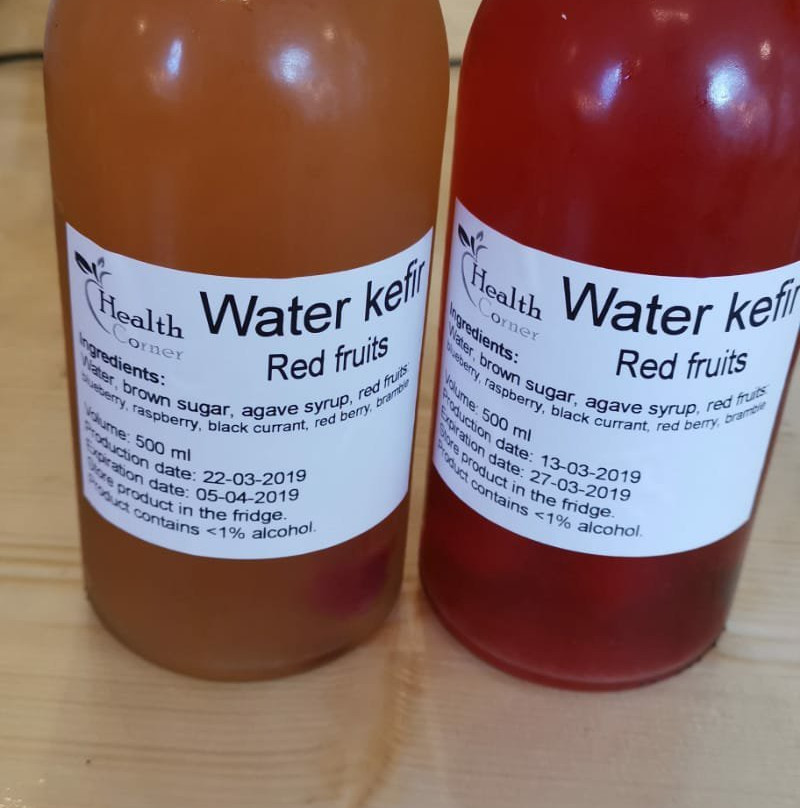 Health
Corner
Water kefir
Red fruits
Ingredients:
Water, brown sugar, agave syrup, red fruits:
blueberry, raspberry, black currant, red berry, bramble
Volume: 500 ml
Production date: 22-03-2019
Expiration date: 05-04-2019
Store product in the fridge.
Product contains <1% alcohol.
Health
Corner
Water kefir
Red fruits
Ingredients:
Water, brown sugar, agave syrup, red fruits:
blueberry, raspberry, black currant, red berry, bramble
Volume: 500 ml
Production date: 13-03-2019
Expiration date: 27-03-2019
Store product in the fridge.
Product contains <1% alcohol.